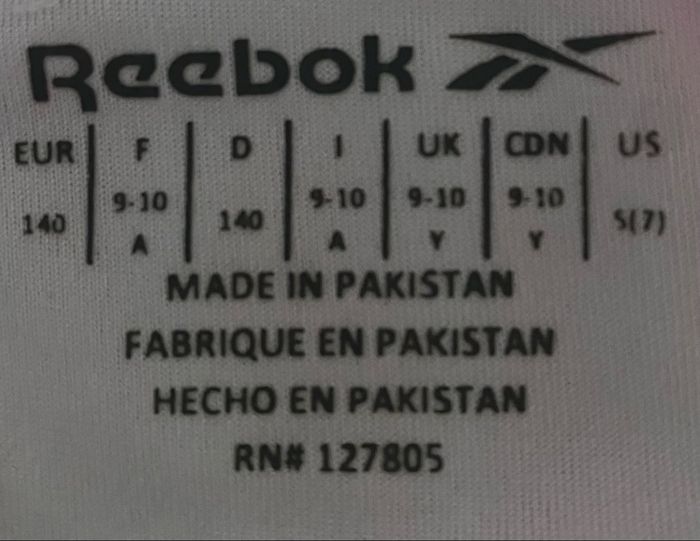 Reebok
EUR F D I UK CDN US
140 9-10 140 9-10 9-10 9-10 S(7)
A A Y Y
MADE IN PAKISTAN
FABRIQUE EN PAKISTAN
HECHO EN PAKISTAN
RN# 127805